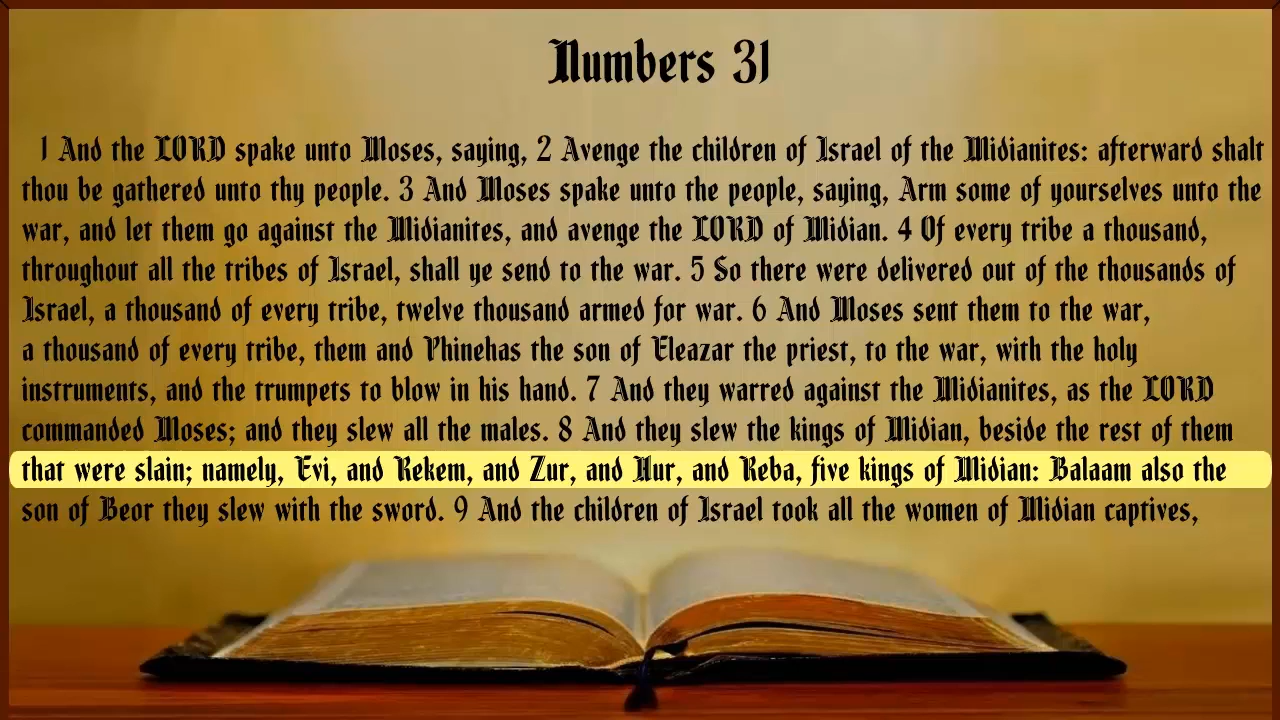 Numbers 31
1 And the LORD spake unto Moses, saying, 2 Avenge the children of Israel of the Midianites: afterward shalt
thou be gathered unto thy people. 3 And Moses spake unto the people, saying, Arm some of yourselves unto the
war, and let them go against the Midianites, and avenge the LORD of Midian. 4 Of every tribe a thousand,
throughout all the tribes of Israel, shall ye send to the war. 5 So there were delivered out of the thousands of
Israel, a thousand of every tribe, twelve thousand armed for war. 6 And Moses sent them to the war,
a thousand of every tribe, them and Phinehas the son of Eleazar the priest, to the war, with the holy
instruments, and the trumpets to blow in his hand. 7 And they warred against the Midianites, as the LORD
commanded Moses; and they slew all the males. 8 And they slew the kings of Midian, beside the rest of them
that were slain; namely, Evi, and Rekem, and Zur, and Hur, and Reba, five kings of Midian: Balaam also the
son of Beor they slew with the sword. 9 And the children of Israel took all the women of Midian captives,